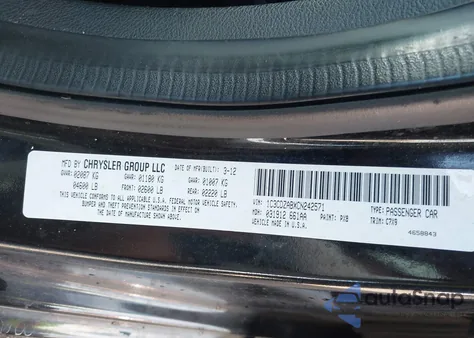 MFD BY CHRYSLER GROUP LLC DATE OF MFR/BUILT: 3-12
GVWR: 02087 KG GAWR: 01180 KG GAWR: 01007 KG
04600 LB FRONT: 02600 LB REAR: 02220 LB
THIS VEHICLE CONFORMS TO ALL APPLICABLE U.S.A. FEDERAL MOTOR VEHICLE SAFETY,
BUMPER AND THEFT PREVENTION STANDARDS IN EFFECT
ON THE DATE OF MANUFACTURE SHOWN ABOVE.
VIN: 1C3CDZABXCN242571 TYPE: PASSENGER CAR
MDH: 031912 661AA PAINT: PXB TRIM: C7X9
VEHICLE MADE IN U.S.A. 4658843
autoSnap